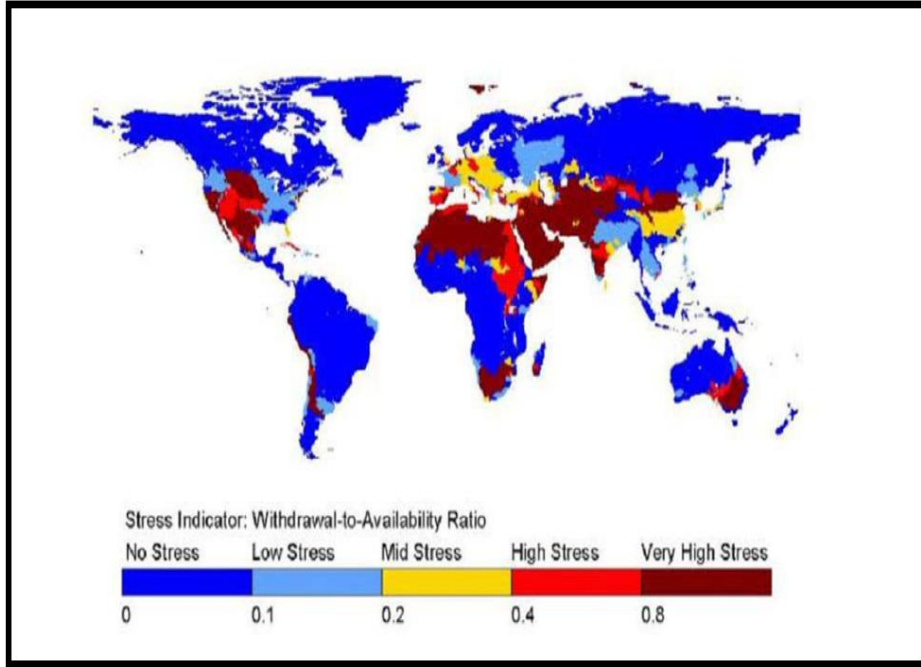 Stress Indicator: Withdrawal-to-Availability Ratio
No Stress Low Stress Mid Stress High Stress Very High Stress
0 0.1 0.2 0.4 0.8